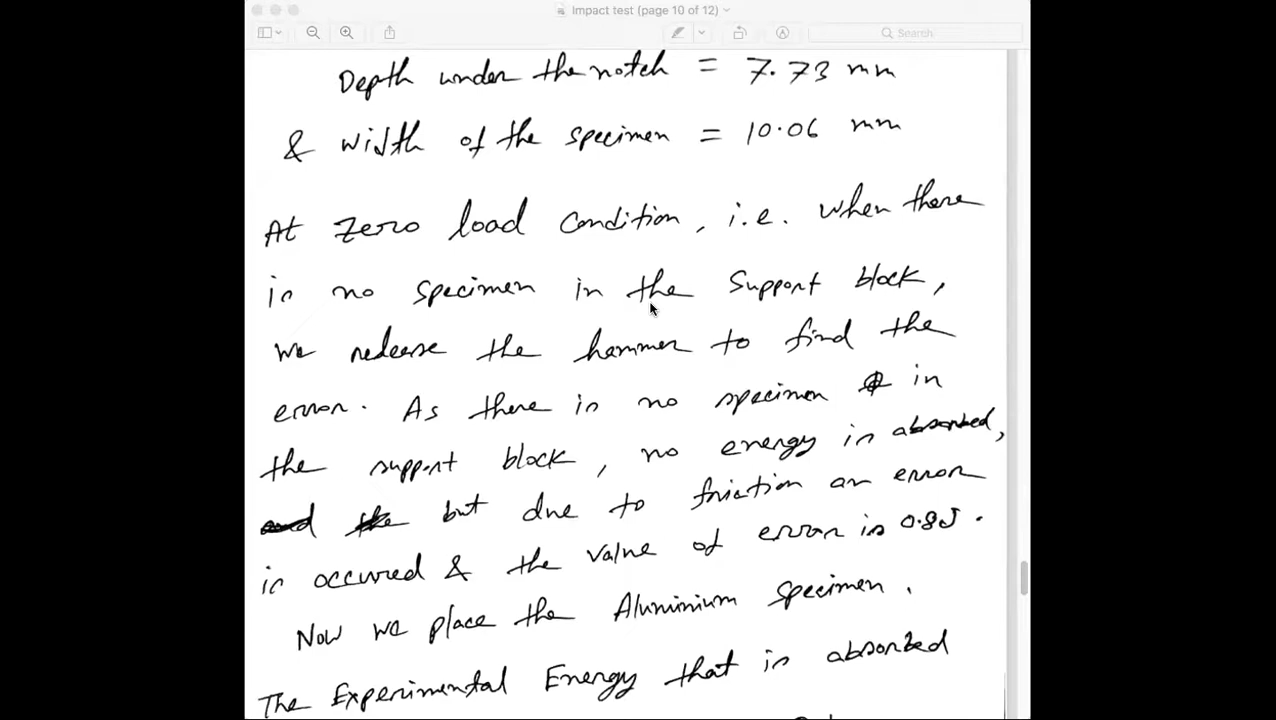 Impact test (page 10 of 12)
Search
Depth under the notch = 7.73 mm
& width of the specimen = 10.06 mm
At zero load condition, i.e. when there
is no specimen in the support block,
we release the hammer to find the
error. As there is no specimen in
the support block, no energy is absorbed,
but due to friction an error
is occured & the value of error is 0.8J.
Now we place the Aluminium specimen.
The Experimental Energy that is absorbed